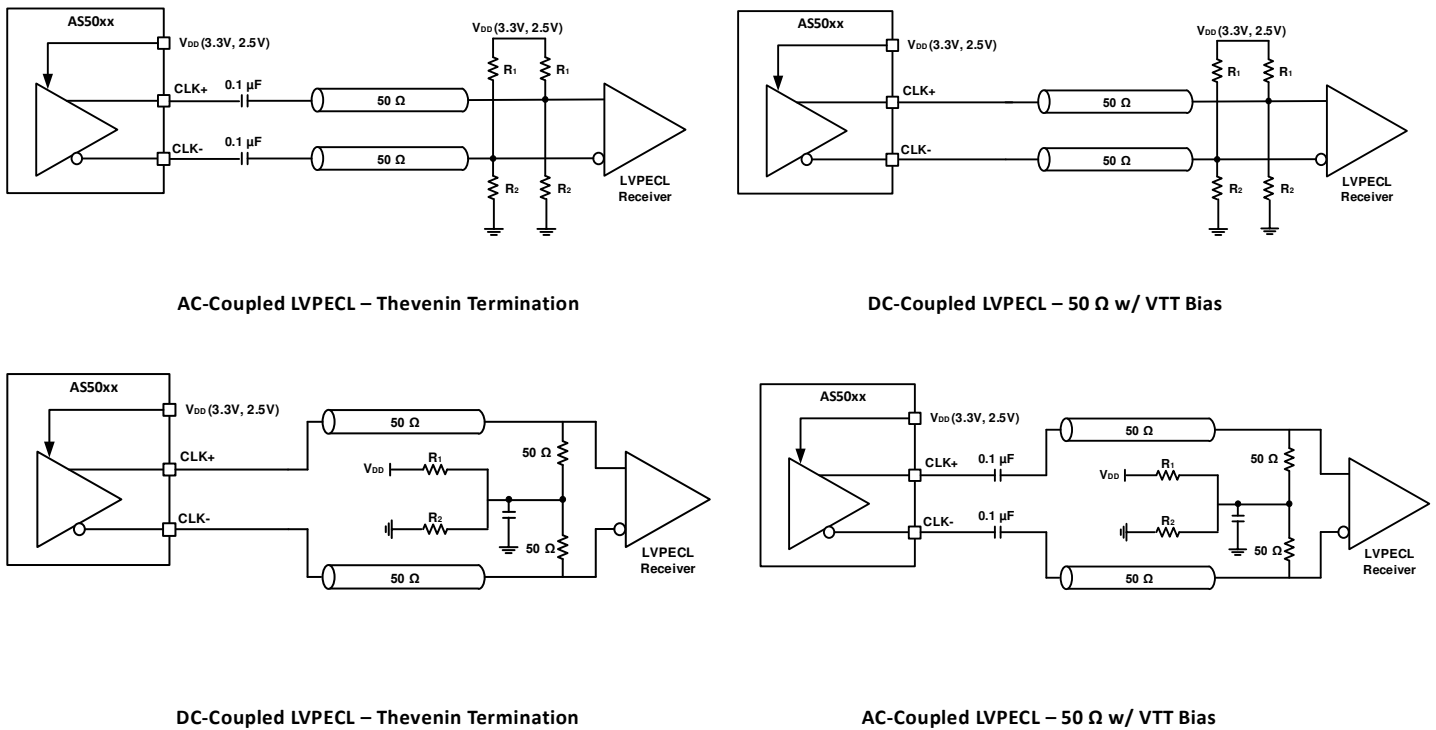 AS50xx
VDD (3.3V, 2.5V)
VDD (3.3V, 2.5V)
CLK+
0.1 µF
50 Ω
R1
R1
CLK-
0.1 µF
50 Ω
R2
R2
LVPECL
Receiver
AC-Coupled LVPECL – Thevenin Termination
AS50xx
VDD (3.3V, 2.5V)
VDD (3.3V, 2.5V)
CLK+
50 Ω
R1
R1
CLK-
50 Ω
R2
R2
LVPECL
Receiver
DC-Coupled LVPECL – 50 Ω w/ VTT Bias
AS50xx
VDD (3.3V, 2.5V)
50 Ω
CLK+
VDD
R1
50 Ω
CLK-
R2
50 Ω
50 Ω
LVPECL
Receiver
DC-Coupled LVPECL – Thevenin Termination
AS50xx
VDD (3.3V, 2.5V)
50 Ω
CLK+
0.1 µF
VDD
R1
50 Ω
CLK-
0.1 µF
R2
50 Ω
50 Ω
LVPECL
Receiver
AC-Coupled LVPECL – 50 Ω w/ VTT Bias